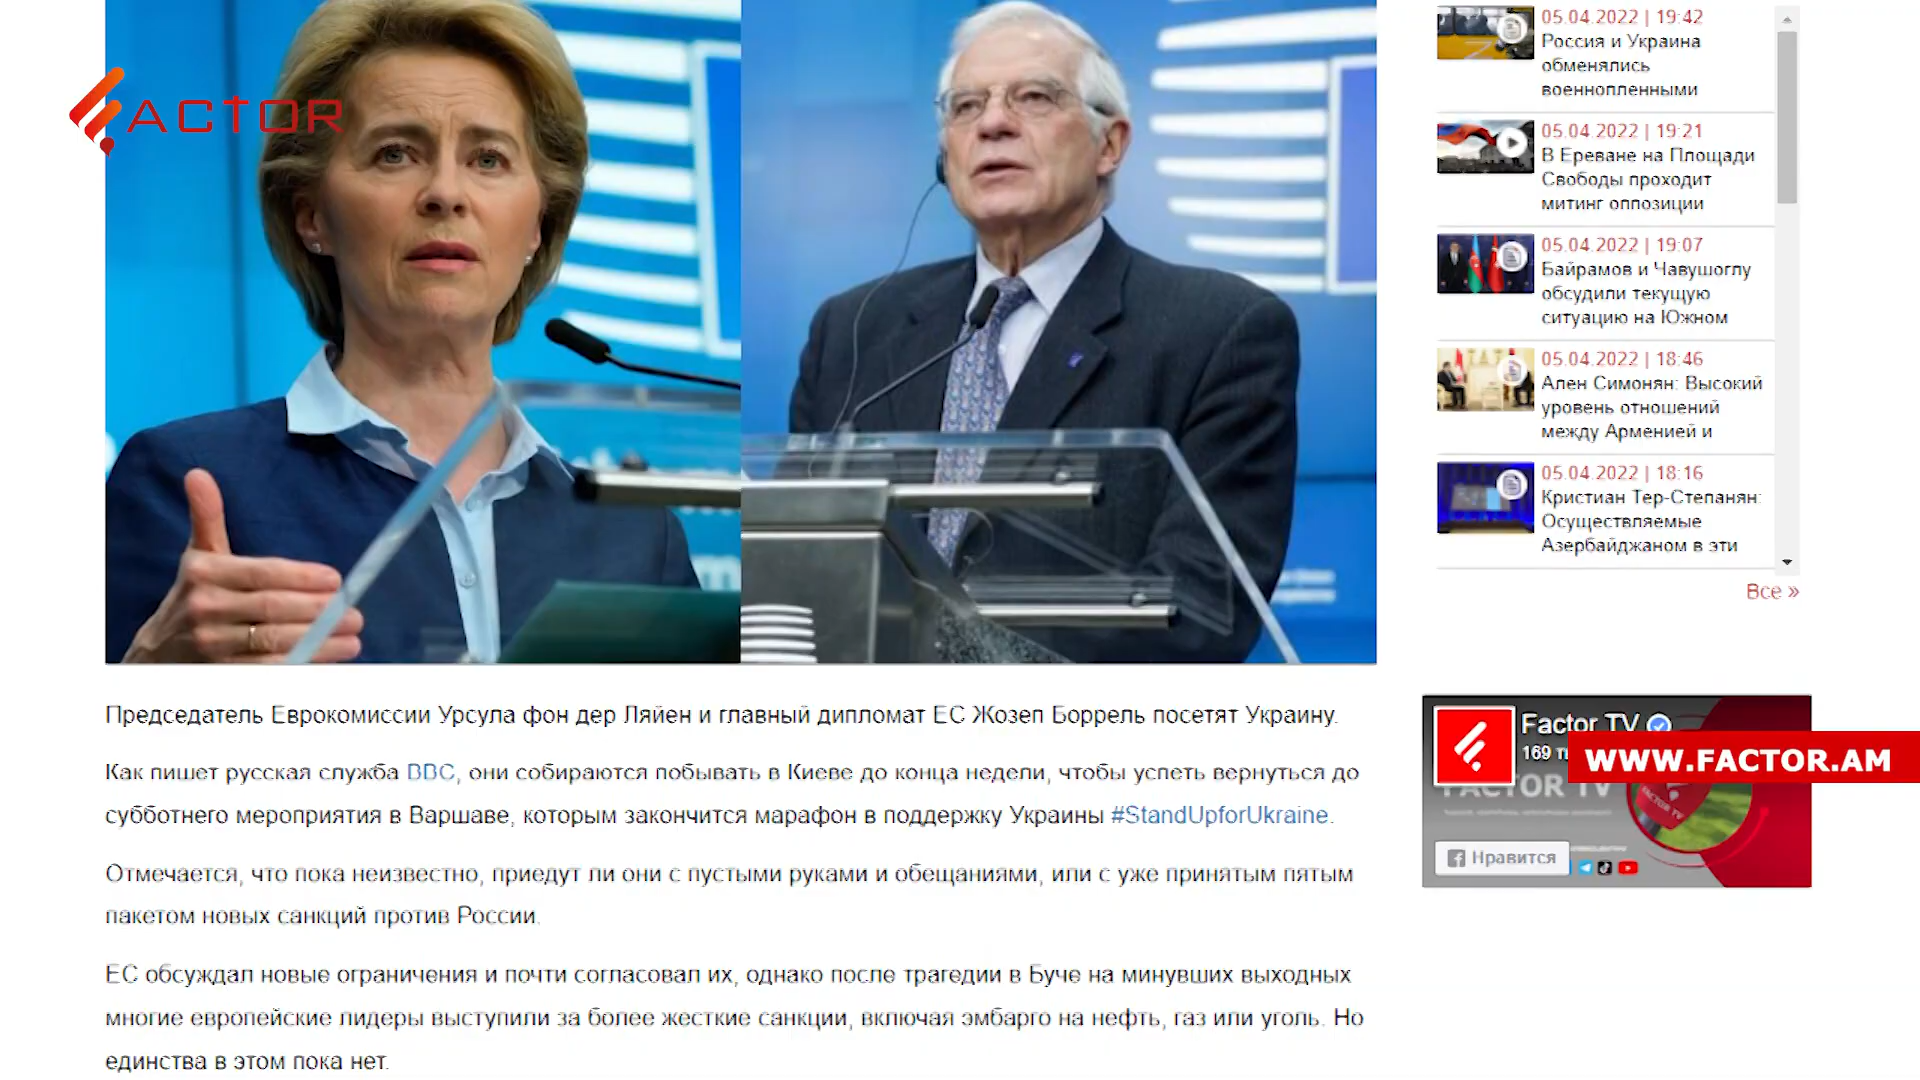 ACTOR
Председатель Еврокомиссии Урсула фон дер Ляйен и главный дипломат ЕС Жозеп Боррель посетят Украину.
Как пишет русская служба BBC, они собираются побывать в Киеве до конца недели, чтобы успеть вернуться до
субботнего мероприятия в Варшаве, которым закончится марафон в поддержку Украины #StandUpforUkraine.
Отмечается, что пока неизвестно, приедут ли они с пустыми руками и обещаниями, или с уже принятым пятым
пакетом новых санкций против России.
ЕС обсуждал новые ограничения и почти согласовал их, однако после трагедии в Буче на минувших выходных
многие европейские лидеры выступили за более жесткие санкции, включая эмбарго на нефть, газ или уголь. Но
единства в этом пока нет.
05.04.2022 | 19:42
Россия и Украина
обменялись
военнопленными
05.04.2022 | 19:21
В Ереване на Площади
Свободы проходит
митинг оппозиции
05.04.2022 | 19:07
Байрамов и Чавушоглу
обсудили текущую
ситуацию на Южном
05.04.2022 | 18:46
Ален Симонян: Высокий
уровень отношений
между Арменией и
05.04.2022 | 18:16
Кристиан Тер-Степанян:
Осуществляемые
Азербайджаном в эти
Все »
Factor TV
169
WWW.FACTOR.AM
FACTOR TV
FACTOR TV
Нравится